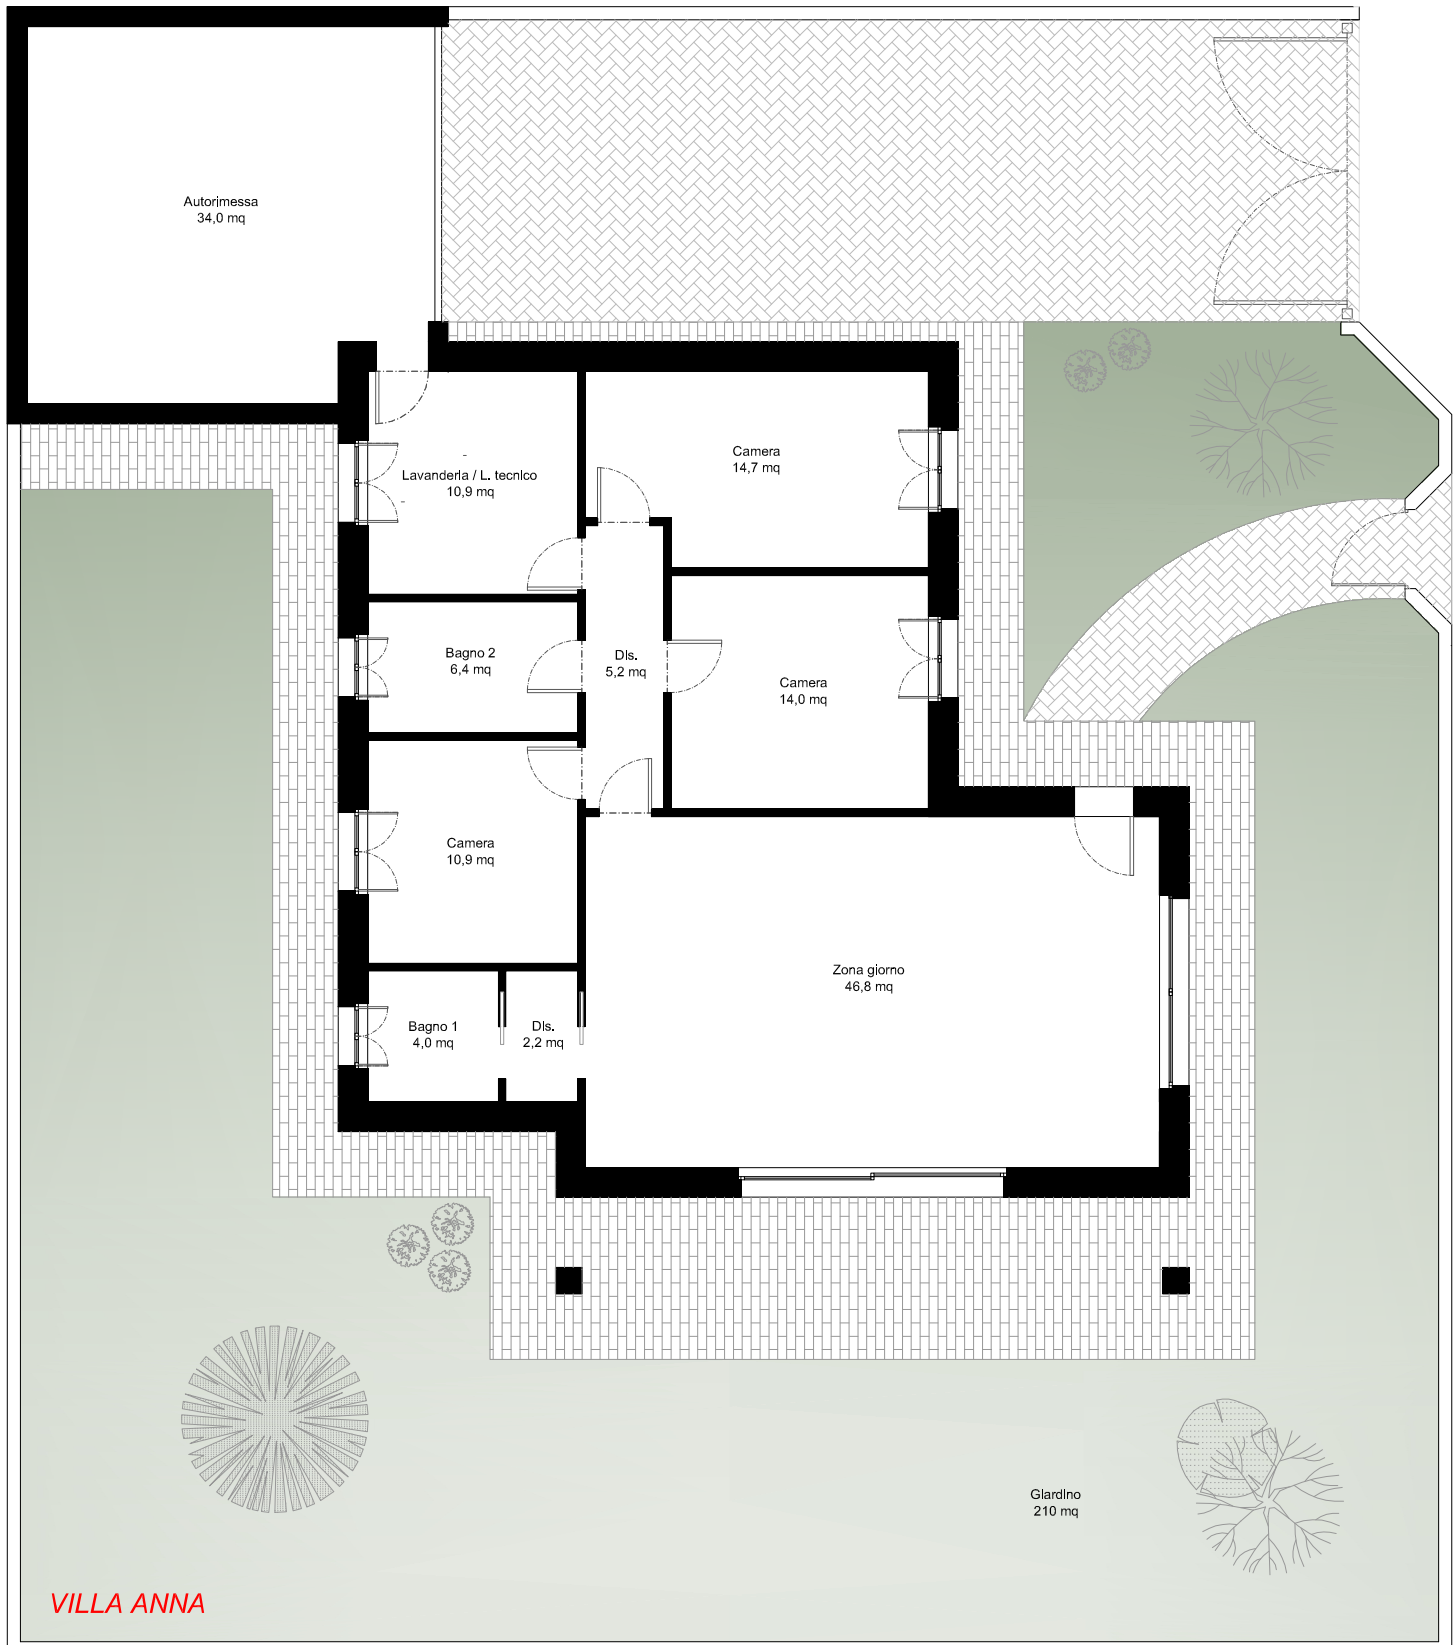 Autorimessa
34,0 mq
Camera
14,7 mq
Lavanderia / L. tecnico
10,9 mq
Bagno 2
6,4 mq
Dis.
5,2 mq
Camera
14,0 mq
Camera
10,9 mq
Zona giorno
46,8 mq
Bagno 1
4,0 mq
Dis.
2,2 mq
Giardino
210 mq
VILLA ANNA